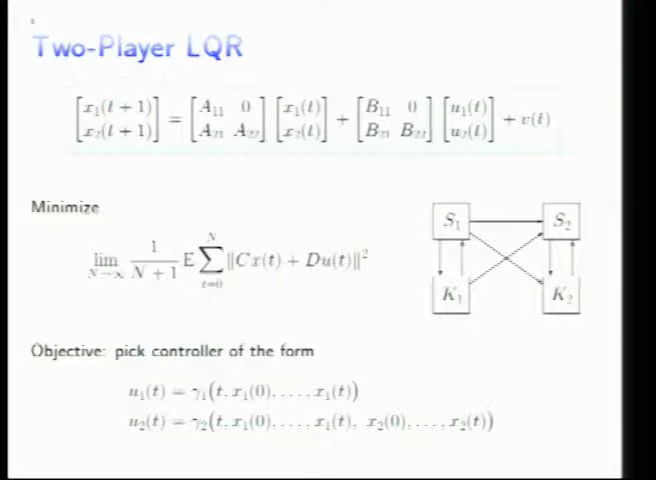 Two-Player LQR
[x₁(t + 1) x₂(t + 1)] = [A₁₁ 0 A₂₁ A₂₂] [x₁(t) x₂(t)] + [B₁₁ 0 B₂₁ B₂₂] [u₁(t) u₂(t)] + v(t)
Minimize
lim N→∞ 1/(N + 1) E ∑ t=0 N ‖Cx(t) + Du(t)‖²
S₁ S₂
K₁ K₂
Objective: pick controller of the form
u₁(t) = γ₁(t, x₁(0), . . . , x₁(t))
u₂(t) = γ₂(t, x₁(0), . . . , x₁(t), x₂(0), . . . , x₂(t))